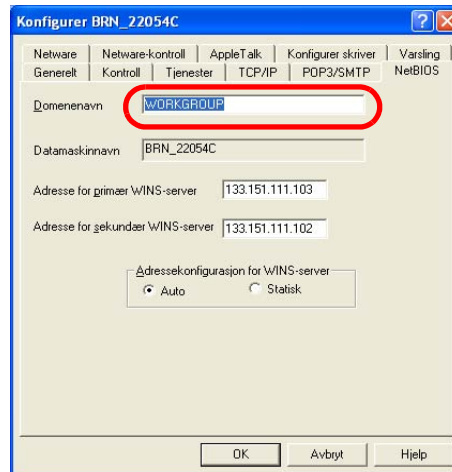 Konfigurer BRN_22054C
Netware Netware-kontroll AppleTalk Konfigurer skriver Varsling
Generelt Kontroll Tjenester TCP/IP POP3/SMTP NetBIOS
Domenenavn WORKGROUP
Datamaskinnavn BRN_22054C
Adresse for primær WINS-server 133.151.111.103
Adresse for sekundær WINS-server 133.151.111.102
Adressekonfigurasjon for WINS-server
Auto Statisk
OK Avbryt Hjelp